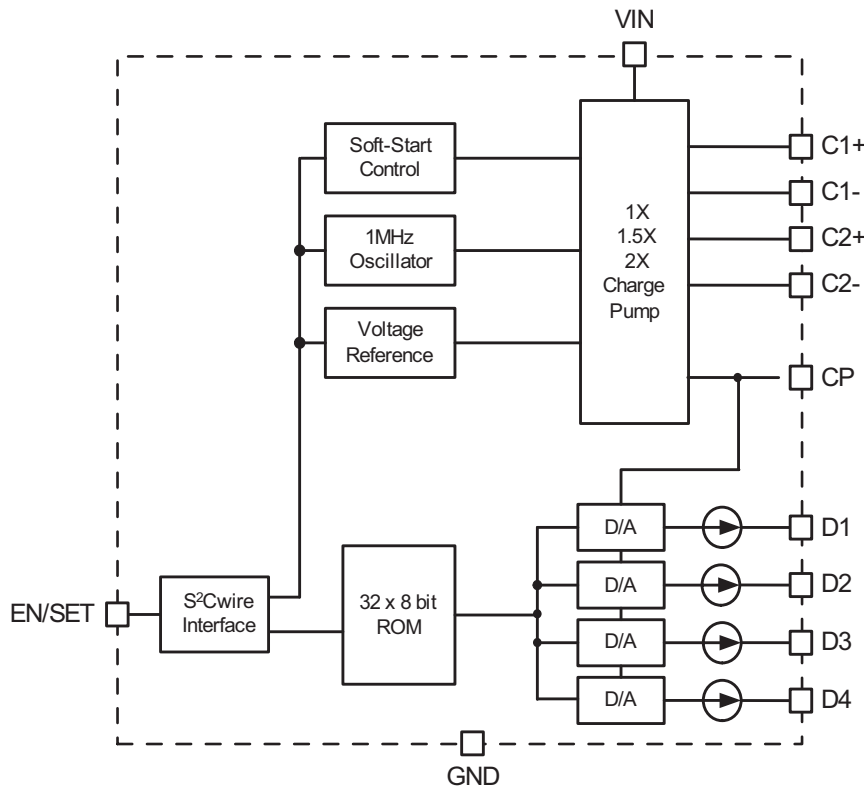 VIN
Soft-Start
Control
1MHz
Oscillator
Voltage
Reference
1X
1.5X
2X
Charge
Pump
C1+
C1-
C2+
C2-
CP
EN/SET
S²Cwire
Interface
32 x 8 bit
ROM
D/A
D1
D/A
D2
D/A
D3
D/A
D4
GND